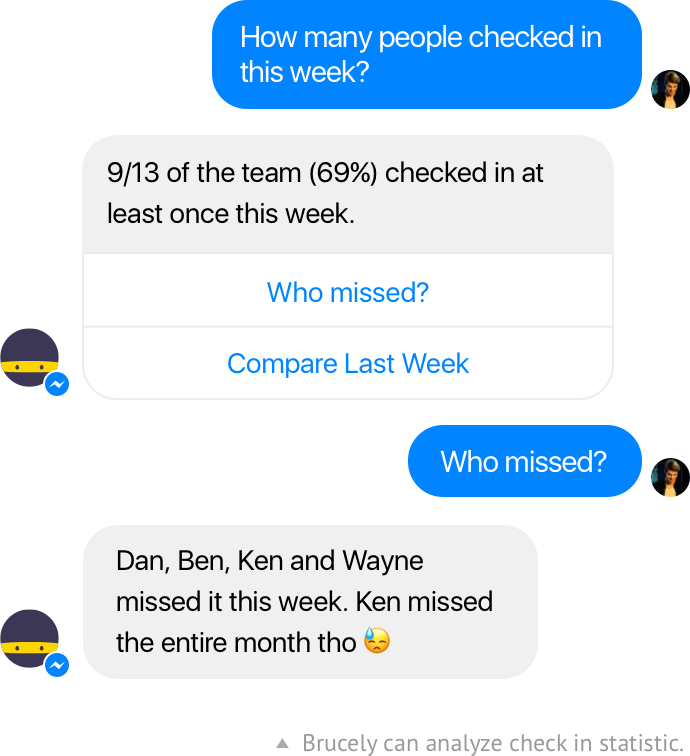 How many people checked in
this week?
9/13 of the team (69%) checked in at
least once this week.
Who missed?
Compare Last Week
Who missed?
Dan, Ben, Ken and Wayne
missed it this week. Ken missed
the entire month tho 😓
▲ Brucely can analyze check in statistic.